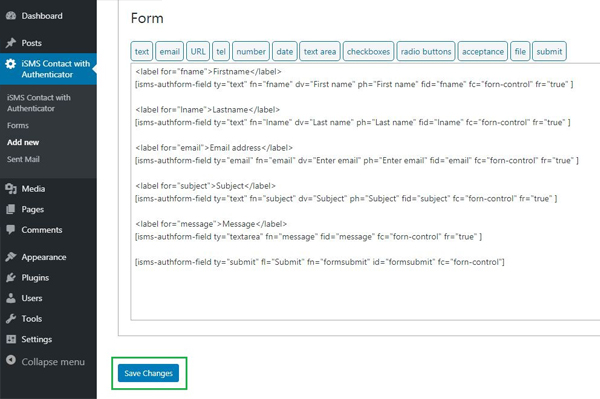 Dashboard
Posts
iSMS Contact with
Authenticator
iSMS Contact with
Authenticator
Forms
Add new
Sent Mail
Media
Pages
Comments
Appearance
Plugins
Users
Tools
Settings
Collapse menu
Form
text email URL tel number date text area checkboxes radio buttons acceptance file submit
<label for="fname">Firstname</label>
[isms-authform-field ty="text" fn="fname" dv="First name" ph="First name" fid="fname" fc="forn-control" fr="true" ]
<label for="lname">Lastname</label>
[isms-authform-field ty="text" fn="lname" dv="Last name" ph="Last name" fid="lname" fc="forn-control" fr="true" ]
<label for="email">Email address</label>
[isms-authform-field ty="email" fn="email" dv="Enter email" ph="Enter email" fid="email" fc="forn-control" fr="true" ]
<label for="subject">Subject</label>
[isms-authform-field ty="text" fn="subject" dv="Subject" ph="Subject" fid="subject" fc="forn-control" fr="true" ]
<label for="message">Message</label>
[isms-authform-field ty="textarea" fn="message" fid="message" fc="forn-control" fr="true" ]
[isms-authform-field ty="submit" fl="Submit" fn="formsubmit" id="formsubmit" fc="forn-control"]
Save Changes